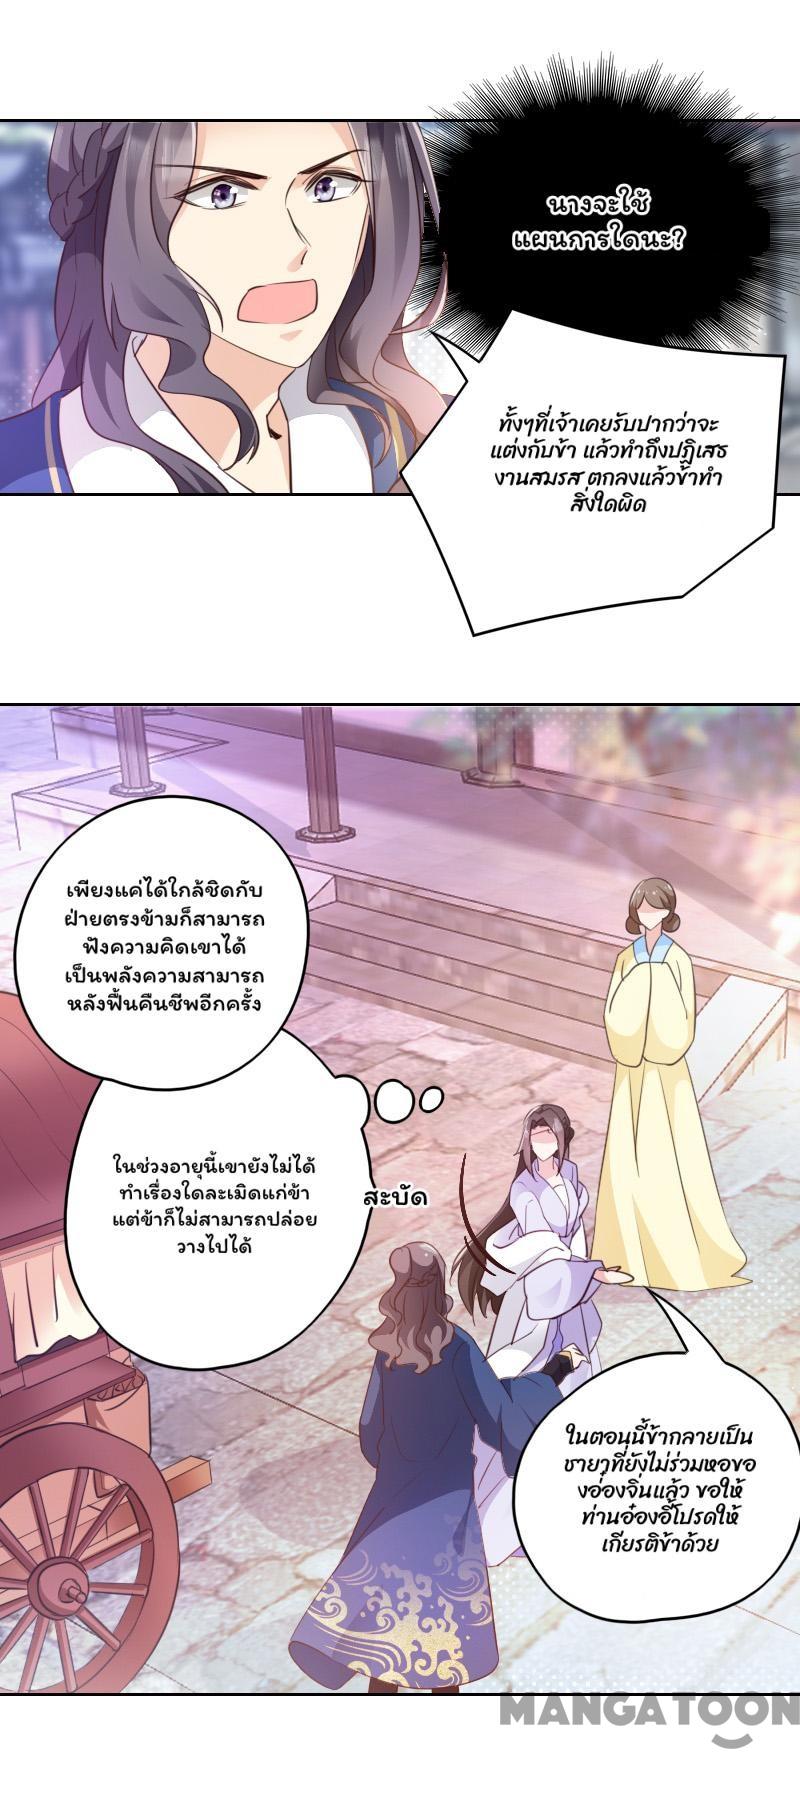 นางจะใช้
แผนการใดนะ?
ทั้งๆที่เจ้าเคยรับปากว่าจะ
แต่งกับข้า แล้วทำถึงปฏิเสธ
งานสมรส ตกลงแล้วข้าทำ
สิ่งใดผิด
เพียงแค่ได้ใกล้ชิดกับ
ฝ่ายตรงข้ามก็สามารถ
ฟังความคิดเขาได้
เป็นพลังความสามารถ
หลังฟื้นคืนชีพอีกครั้ง
ในช่วงอายุนี้เขายังไม่ได้
ทำเรื่องใดละเมิดแก่ข้า
แต่ข้าก็ไม่สามารถปล่อย
วางไปได้
สะบัด
ในตอนนี้ข้ากลายเป็น
ชายาที่ยังไม่ร่วมหอขอ
งอ๋องจิ่นแล้ว ขอให้
ท่านอ๋องอี้โปรดให้
เกียรติข้าด้วย
MANGATOON